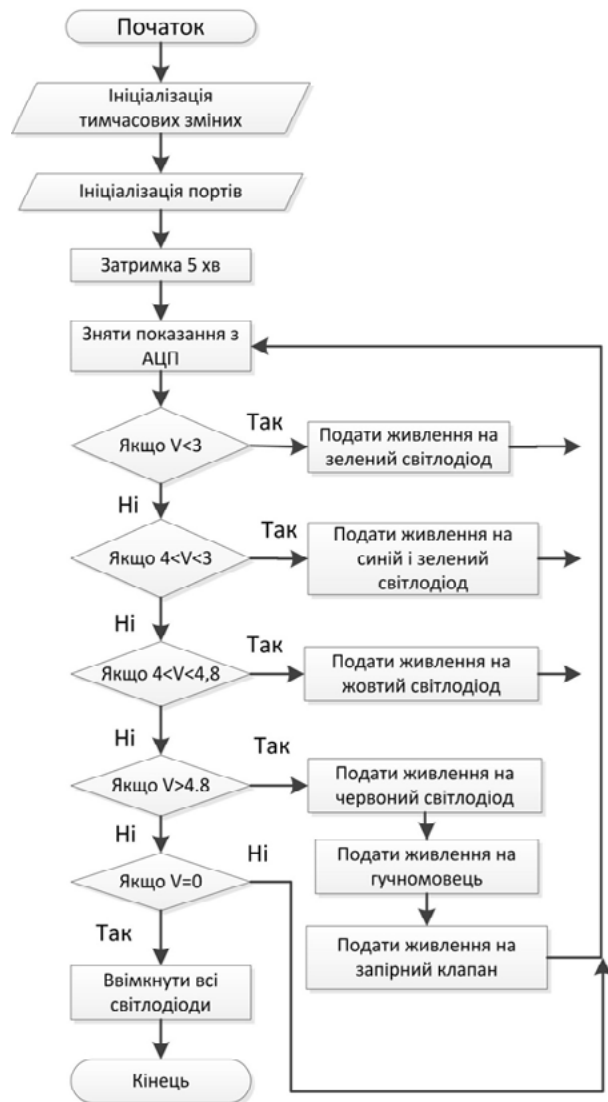 Початок
Ініціалізація
тимчасових зміних
Ініціалізація портів
Затримка 5 хв
Зняти показання з
АЦП
Якщо V<3
Так
Подати живлення на
зелений світлодіод
Ні
Якщо 4<V<3
Так
Подати живлення на
синій і зелений
світлодіод
Ні
Якщо 4<V<4,8
Так
Подати живлення на
жовтий світлодіод
Ні
Якщо V>4.8
Так
Подати живлення на
червоний світлодіод
Подати живлення на
гучномовець
Подати живлення на
запірний клапан
Ні
Якщо V=0
Ні
Так
Ввімкнути всі
світлодіоди
Кінець